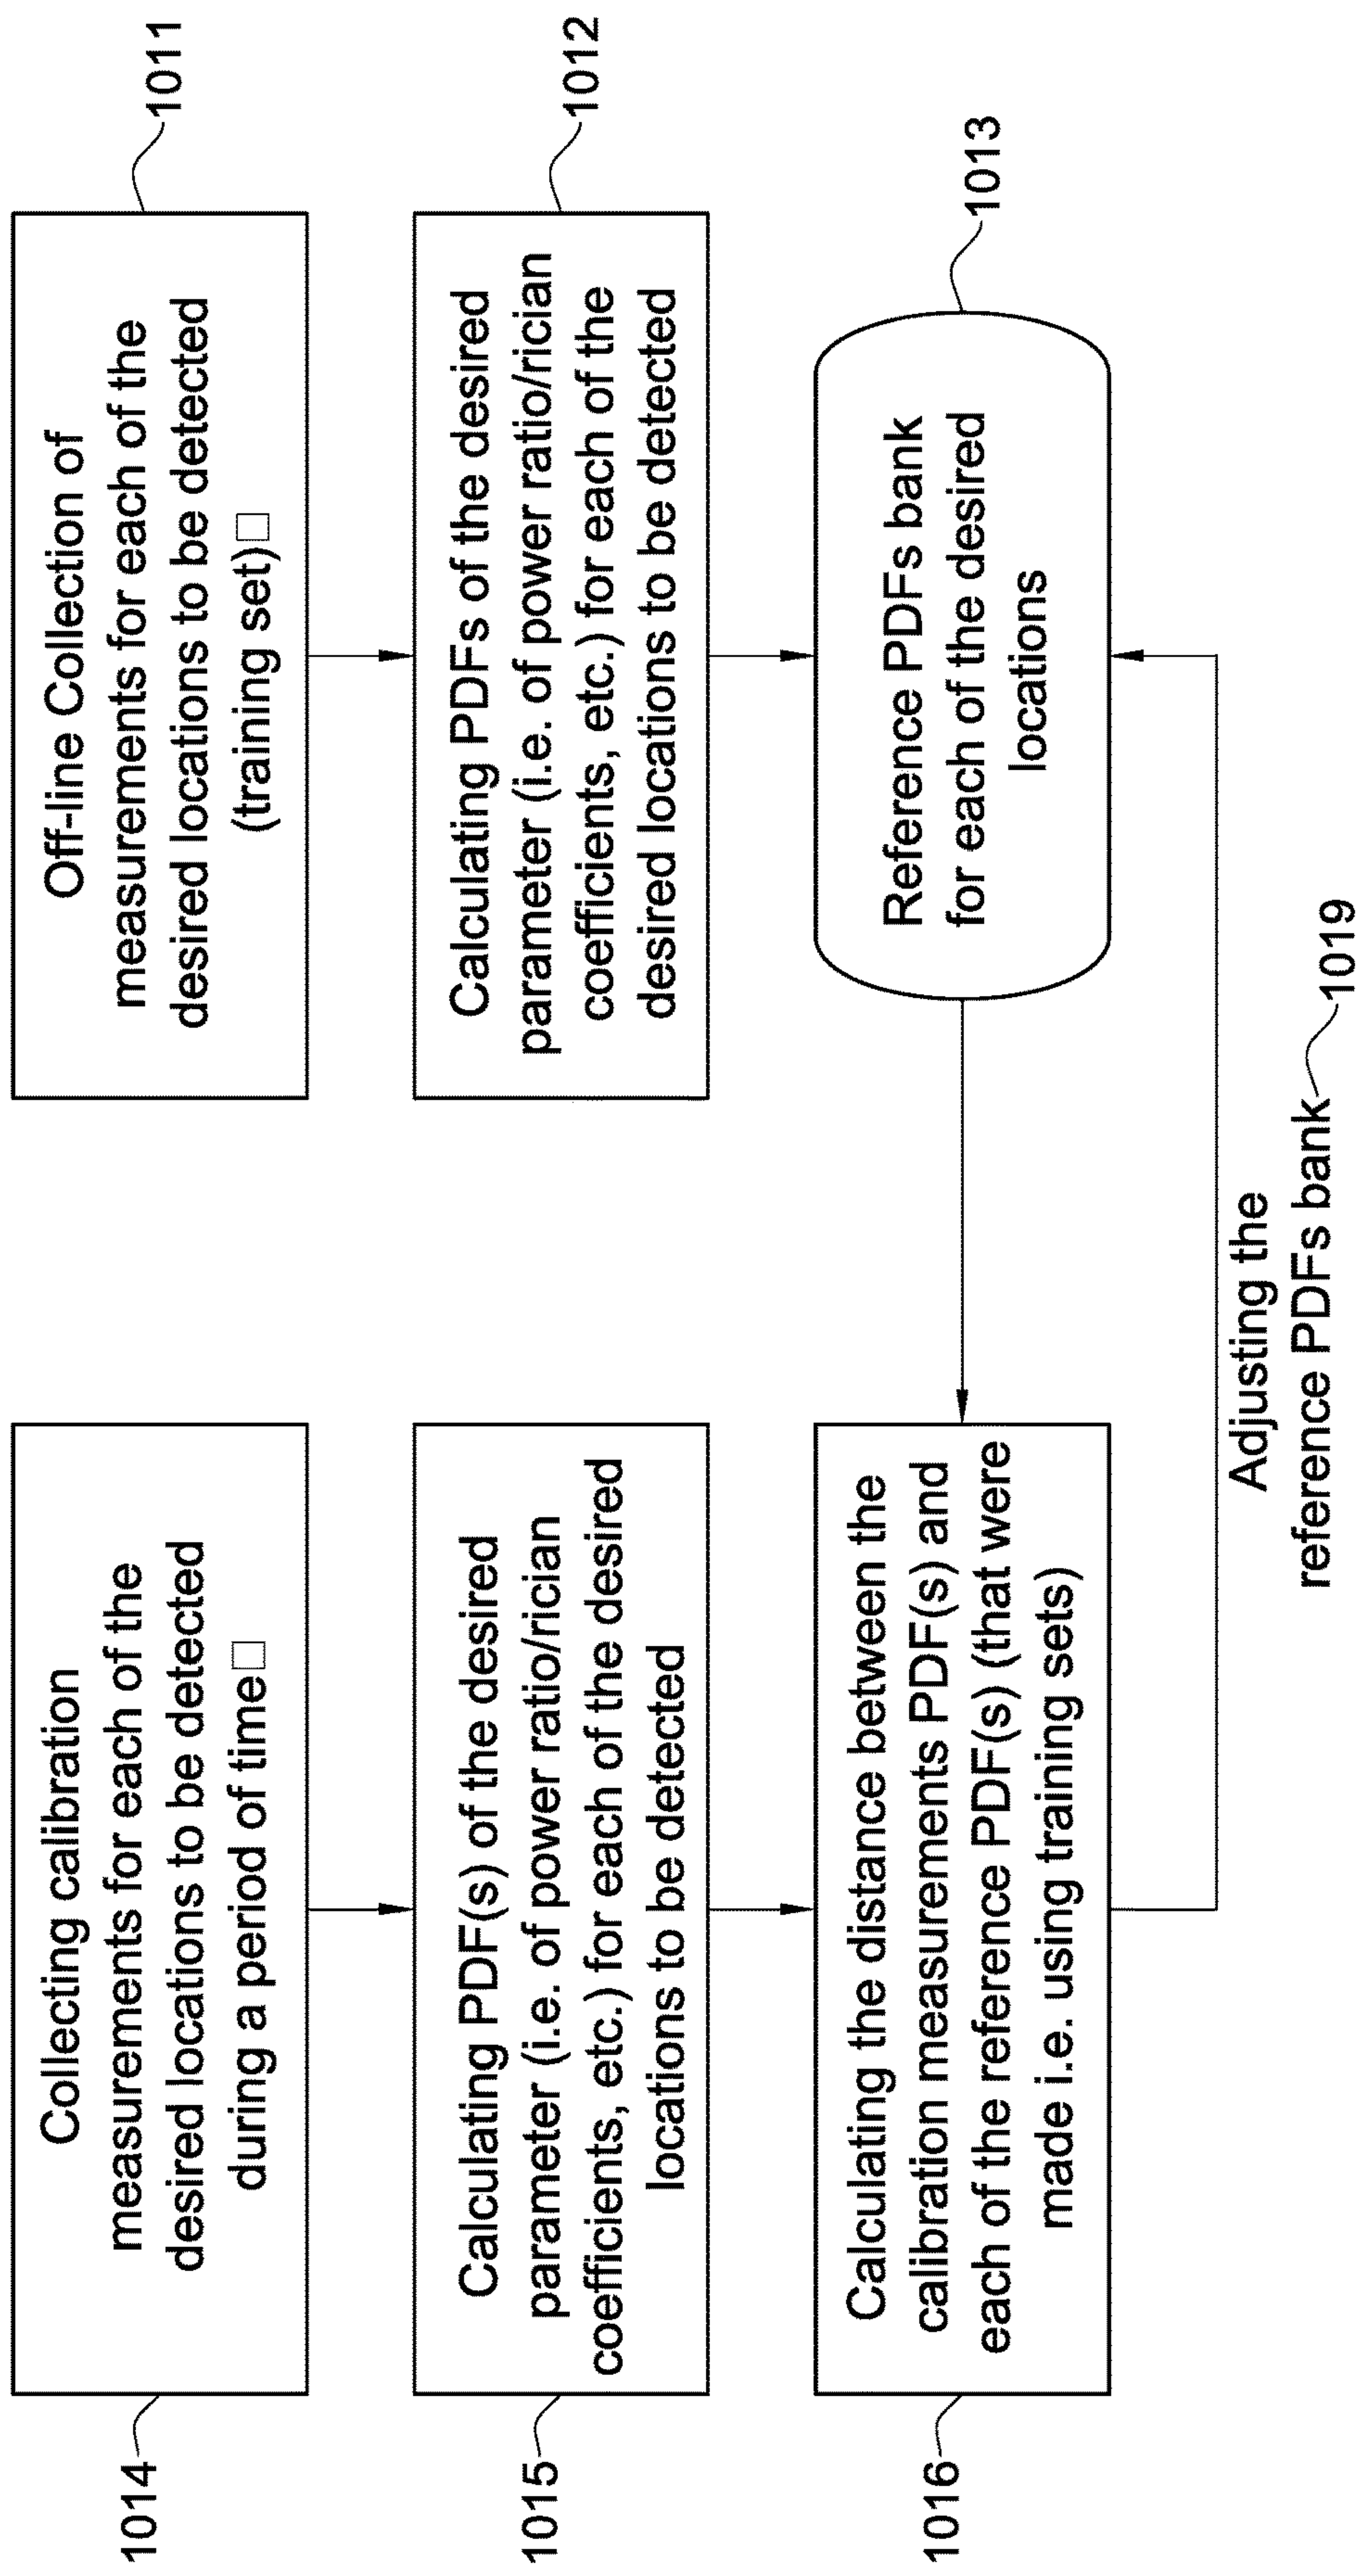 1014
Collecting calibration
measurements for each of the
desired locations to be detected
during a period of time□
Off-line Collection of
measurements for each of the
desired locations to be detected
(training set)□
1011
1015
Calculating PDF(s) of the desired
parameter (i.e. of power ratio/rician
coefficients, etc.) for each of the desired
locations to be detected
Calculating PDFs of the desired
parameter (i.e. of power ratio/rician
coefficients, etc.) for each of the
desired locations to be detected
1012
1016
Calculating the distance between the
calibration measurements PDF(s) and
each of the reference PDF(s) (that were
made i.e. using training sets)
Reference PDFs bank
for each of the desired
locations
1013
Adjusting the
reference PDFs bank
1019